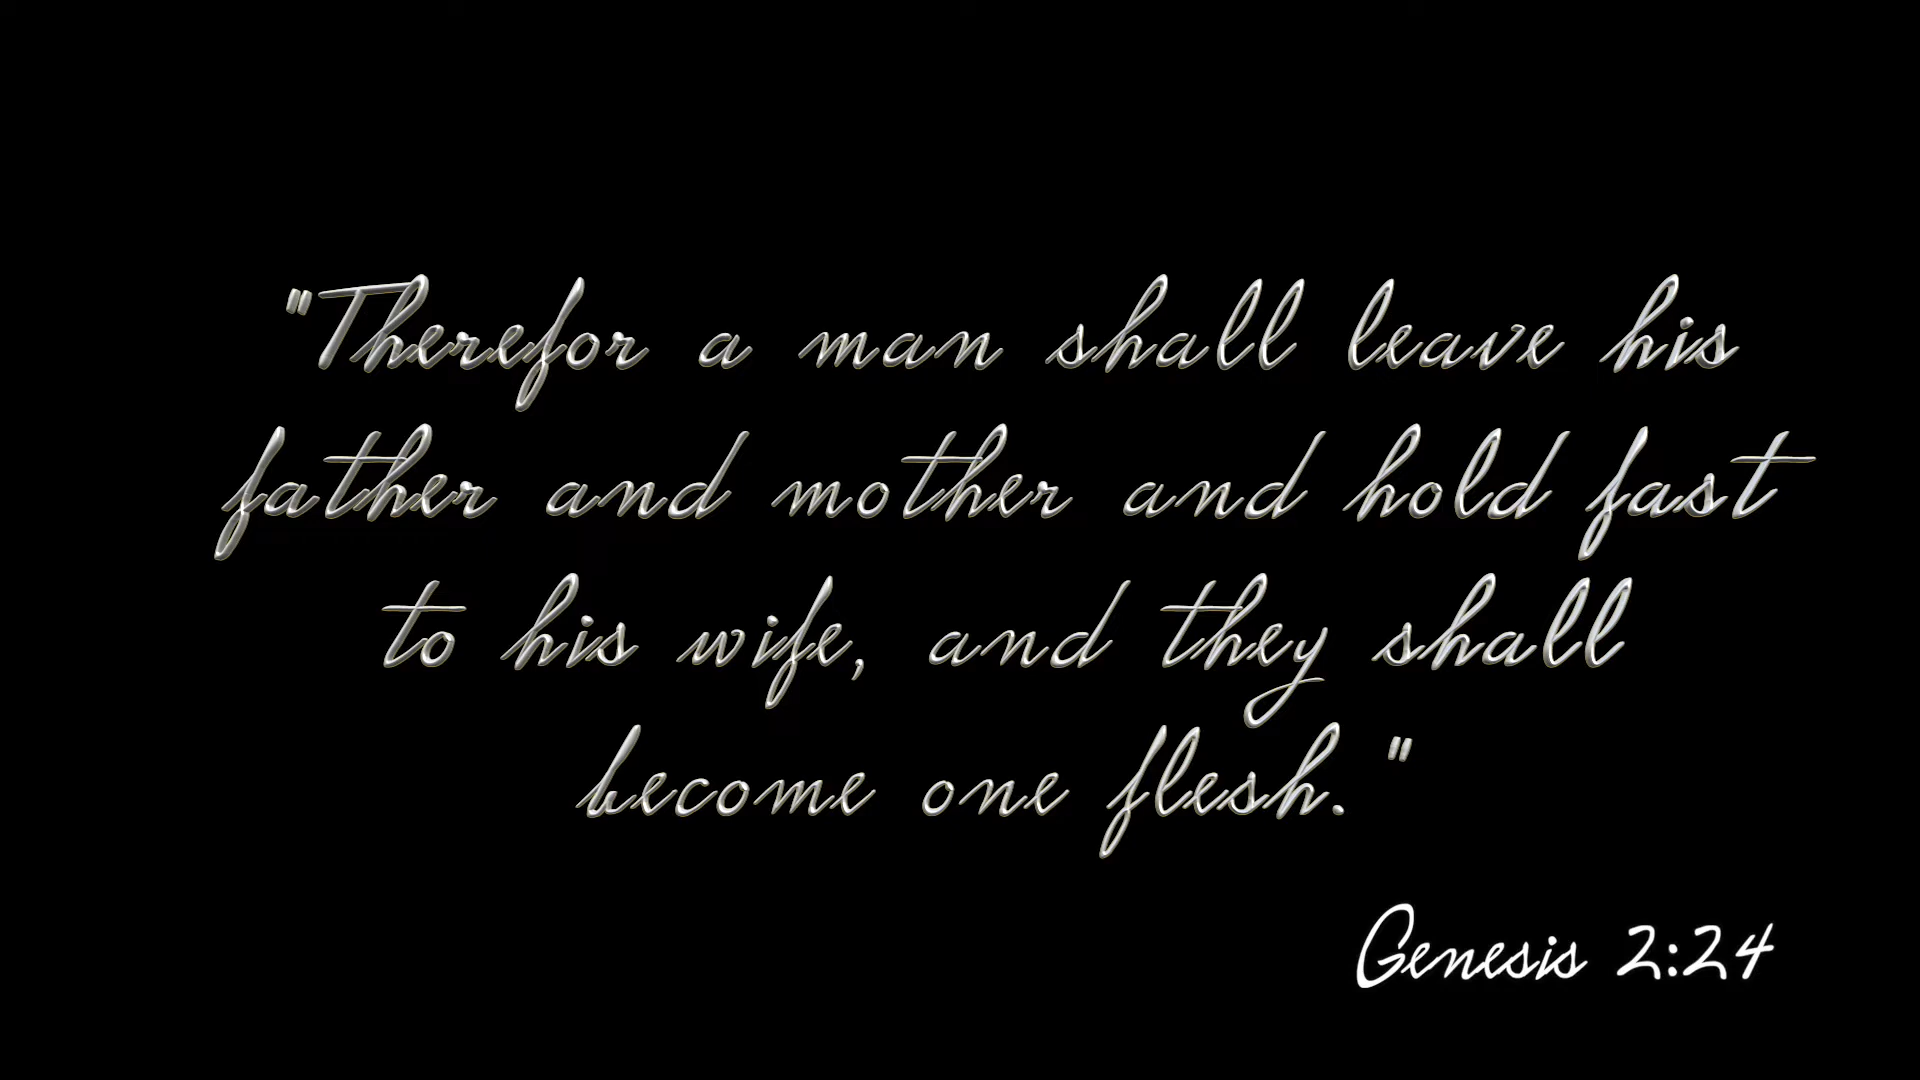 "Therefor a man shall leave his
father and mother and hold fast
to his wife, and they shall
become one flesh."
Genesis 2:24